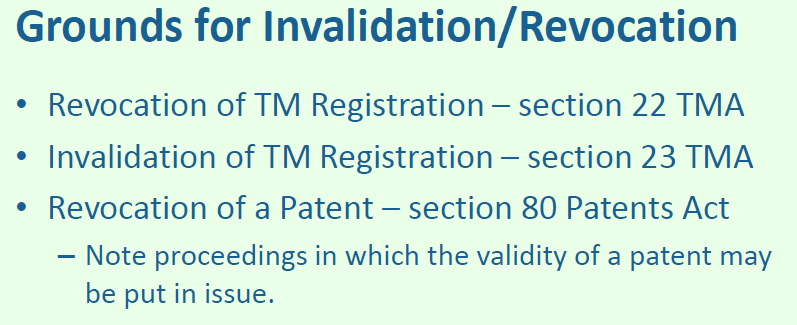 Grounds for Invalidation/Revocation
• Revocation of TM Registration – section 22 TMA
• Invalidation of TM Registration – section 23 TMA
• Revocation of a Patent – section 80 Patents Act
– Note proceedings in which the validity of a patent may
be put in issue.